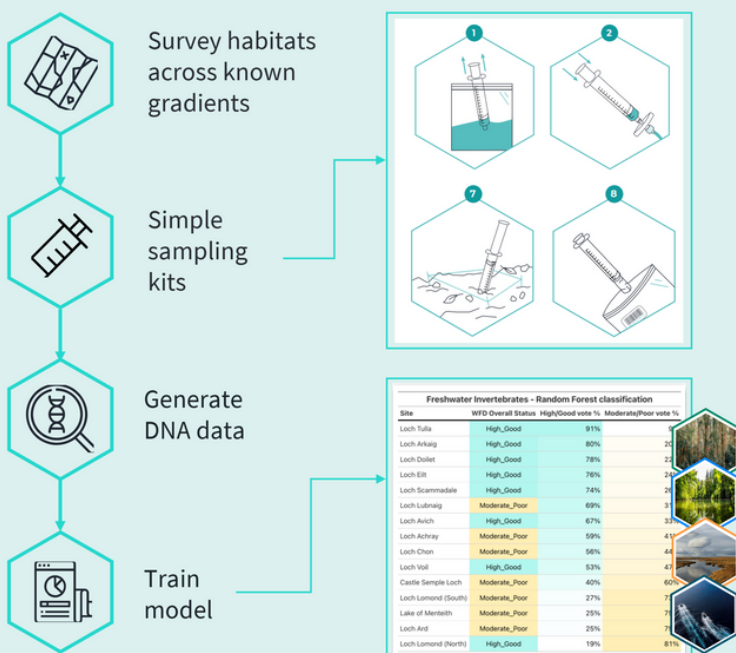 Survey habitats
across known
gradients
Simple
sampling
kits
Generate
DNA data
Train
model
1
2
7
8
Freshwater Invertebrates - Random Forest classification
Site WFD Overall Status High/Good vote % Moderate/Poor vote %
Loch Tulla High_Good 91%
Loch Arkaig High_Good 80%
Loch Doilet High_Good 78%
Loch Eilt High_Good 76%
Loch Scammadale High_Good 74%
Loch Lubnaig Moderate_Poor 69%
Loch Avich High_Good 67% 33%
Loch Achray Moderate_Poor 59%
Loch Chon Moderate_Poor 56%
Loch Voil High_Good 53%
Castle Semple Loch Moderate_Poor 40% 60%
Loch Lomond (South) Moderate_Poor 27%
Lake of Menteith Moderate_Poor 25%
Loch Ard Moderate_Poor 25%
Loch Lomond (North) High_Good 19% 81%